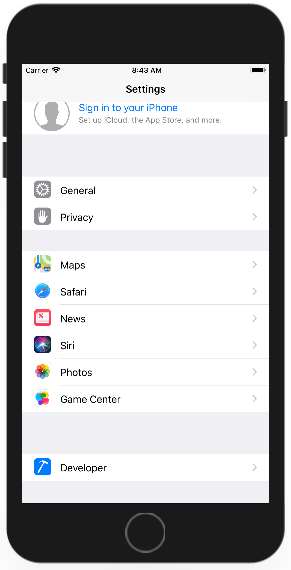 Carrier 8:43 AM
Settings
Sign in to your iPhone
Set up iCloud, the App Store, and more.
General
Privacy
Maps
Safari
News
Siri
Photos
Game Center
Developer